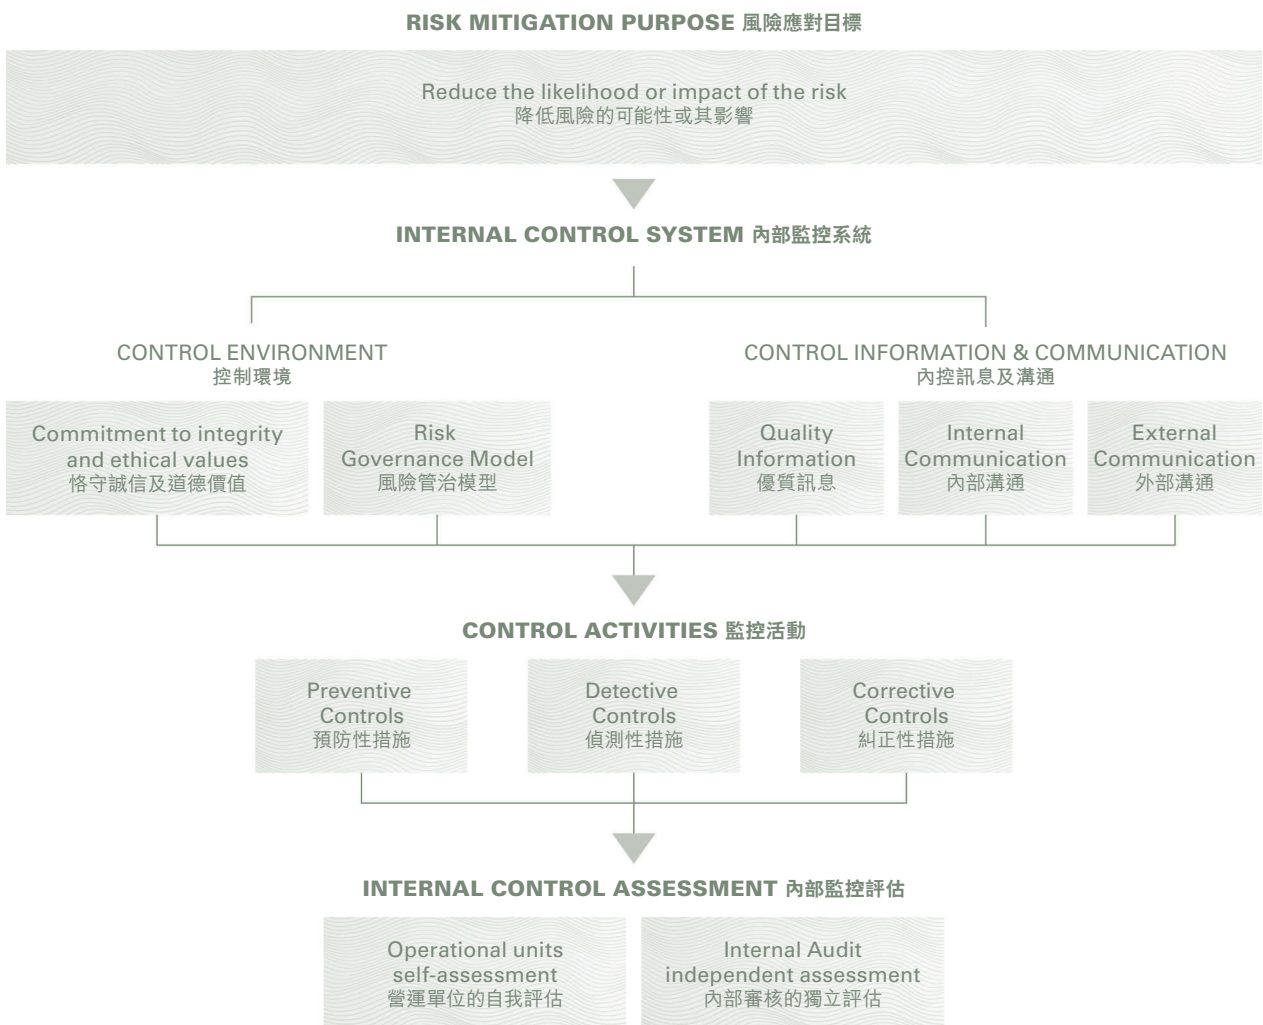 RISK MITIGATION PURPOSE 風險應對目標
Reduce the likelihood or impact of the risk
降低風險的可能性或其影響
INTERNAL CONTROL SYSTEM 內部監控系統
CONTROL ENVIRONMENT
控制環境
CONTROL INFORMATION & COMMUNICATION
內控訊息及溝通
Commitment to integrity
and ethical values
恪守誠信及道德價值
Risk
Governance Model
風險管治模型
Quality
Information
優質訊息
Internal
Communication
內部溝通
External
Communication
外部溝通
CONTROL ACTIVITIES 監控活動
Preventive
Controls
預防性措施
Detective
Controls
偵測性措施
Corrective
Controls
糾正性措施
INTERNAL CONTROL ASSESSMENT 內部監控評估
Operational units
self-assessment
營運單位的自我評估
Internal Audit
independent assessment
內部審核的獨立評估